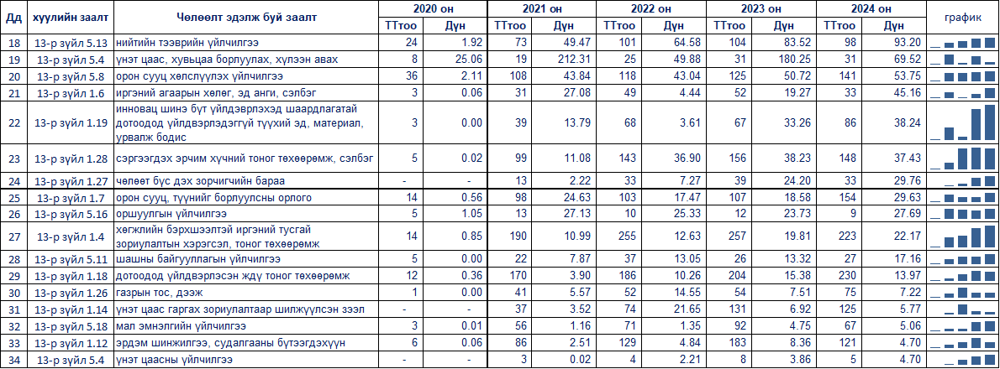 Дд хуулийн заалт Чөлөөлт эдэлж буй заалт 2020 он 2021 он 2022 он 2023 он 2024 он график
ТТтоо Дүн ТТтоо Дүн ТТтоо Дүн ТТтоо Дүн ТТтоо Дүн
18 13-р зүйл 5.13 нийтийн тээврийн үйлчилгээ 24 1.92 73 49.47 101 64.58 104 83.52 98 93.20
19 13-р зүйл 5.4 үнэт цаас, хувьцаа борлуулах, хүлээн авах 8 25.06 19 212.31 25 49.88 31 180.25 31 69.52
20 13-р зүйл 5.8 орон сууц хөлслүүлэх үйлчилгээ 36 2.11 108 43.84 118 43.04 125 50.72 141 53.75
21 13-р зүйл 1.6 иргэний агаарын хөлөг, эд анги, сэлбэг 3 0.06 31 27.08 49 4.44 52 19.27 33 45.16
инновац шинэ бүт үйлдэврлэхэд шаардлагатай
22 13-р зүйл 1.19 дотоодод үйлдвэрлэдэггүй түүхий эд, материал, 3 0.00 39 13.79 68 3.61 67 33.26 86 38.24
урвалж бодис
23 13-р зүйл 1.28 сэргээгдэх эрчим хүчний тоног төхөөрөмж, сэлбэг 5 0.02 99 11.08 143 36.90 156 38.23 148 37.43
24 13-р зүйл 1.27 чөлөөт бүс дэх зорчигчийн бараа - - 13 2.22 33 7.27 39 24.20 33 29.76
25 13-р зүйл 1.7 орон сууц, түүнийг борлуулсны орлого 14 0.56 98 24.63 103 17.47 107 18.58 154 29.63
26 13-р зүйл 5.16 оршуулгын үйлчилгээ 5 1.05 13 27.13 10 25.33 12 23.73 9 27.69
хөгжлийн бэрхшээлтэй иргэний тусгай
27 13-р зүйл 1.4 зориулалтын хэрэгсэл, тоног төхөөрөмж 14 0.85 190 10.99 255 12.63 257 19.81 223 22.17
28 13-р зүйл 5.11 шашны байгууллагын үйлчилгээ 5 0.00 22 7.87 37 13.05 26 13.32 27 17.16
29 13-р зүйл 1.18 дотоодод үйлдвэрлэсэн ждү тоног төхөөрөмж 12 0.36 170 3.90 186 10.26 204 15.38 230 13.97
30 13-р зүйл 1.26 газрын тос, дээж 1 0.00 41 5.57 52 14.55 54 7.51 75 7.22
31 13-р зүйл 1.14 үнэт цаас гаргах зориулалтаар шилжүүлсэн зээл - - 37 3.52 74 21.65 131 6.92 125 5.77
32 13-р зүйл 5.18 мал эмнэлгийн үйлчилгээ 3 0.01 56 1.16 71 1.35 92 4.75 67 5.06
33 13-р зүйл 1.12 эрдэм шинжилгээ, судалгааны бүтээгдэхүүн 6 0.06 86 2.51 129 4.84 183 8.36 121 4.70
34 13-р зүйл 5.4 үнэт цаасны үйлчилгээ - - 3 0.02 4 2.21 8 3.86 5 4.70